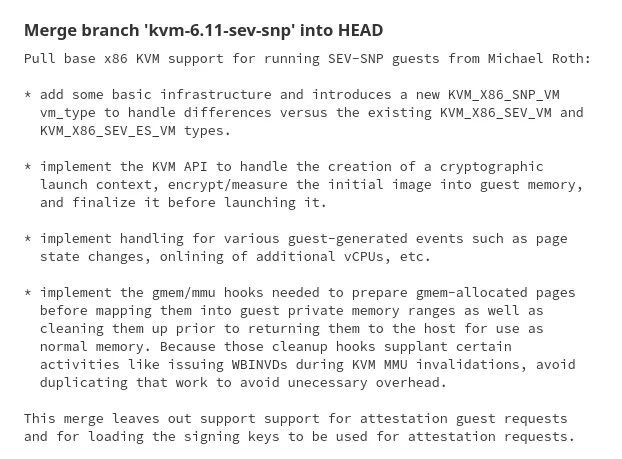 Merge branch 'kvm-6.11-sev-snp' into HEAD
Pull base x86 KVM support for running SEV-SNP guests from Michael Roth:
* add some basic infrastructure and introduces a new KVM_X86_SNP_VM
vm_type to handle differences versus the existing KVM_X86_SEV_VM and
KVM_X86_SEV_ES_VM types.
* implement the KVM API to handle the creation of a cryptographic
launch context, encrypt/measure the initial image into guest memory,
and finalize it before launching it.
* implement handling for various guest-generated events such as page
state changes, onlining of additional vCPUs, etc.
* implement the gmem/mmu hooks needed to prepare gmem-allocated pages
before mapping them into guest private memory ranges as well as
cleaning them up prior to returning them to the host for use as
normal memory. Because those cleanup hooks supplant certain
activities like issuing WBINVDs during KVM MMU invalidations, avoid
duplicating that work to avoid unecessary overhead.
This merge leaves out support support for attestation guest requests
and for loading the signing keys to be used for attestation requests.